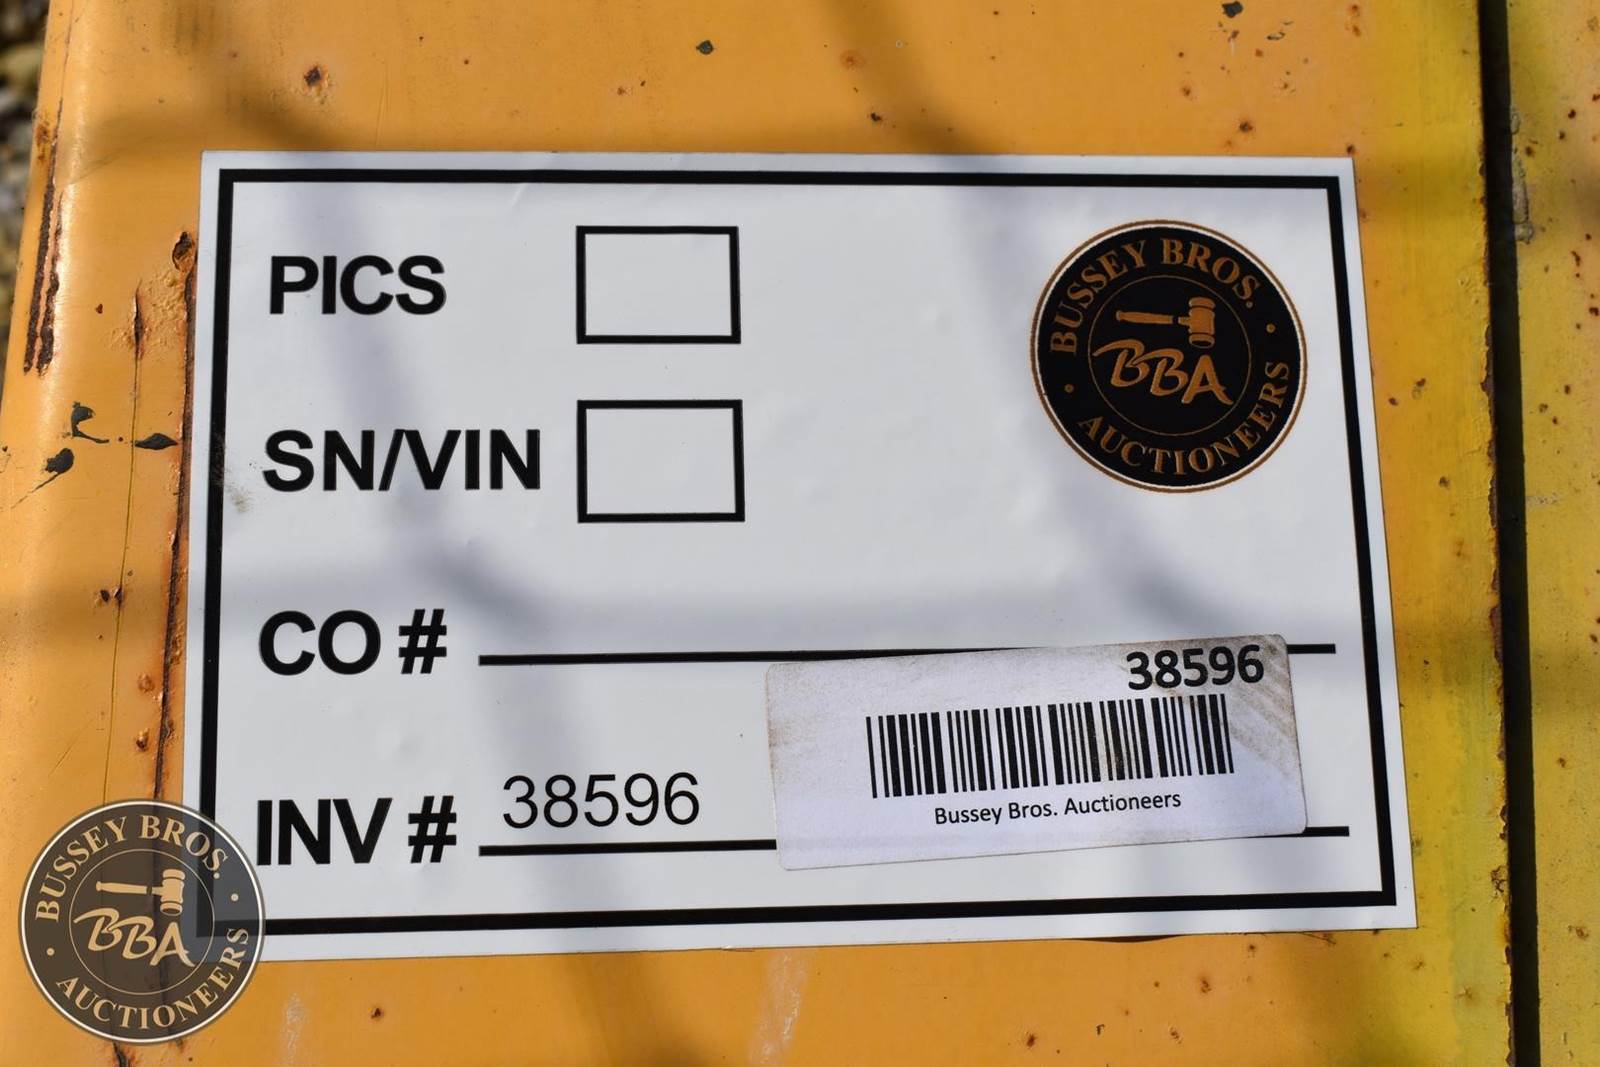 PICS
BUSSEY BROS.
BBA
AUCTIONEERS
SN/VIN
CO #
38596
INV # 38596
Bussey Bros. Auctioneers
BUSSEY BROS.
BBA
AUCTIONEERS